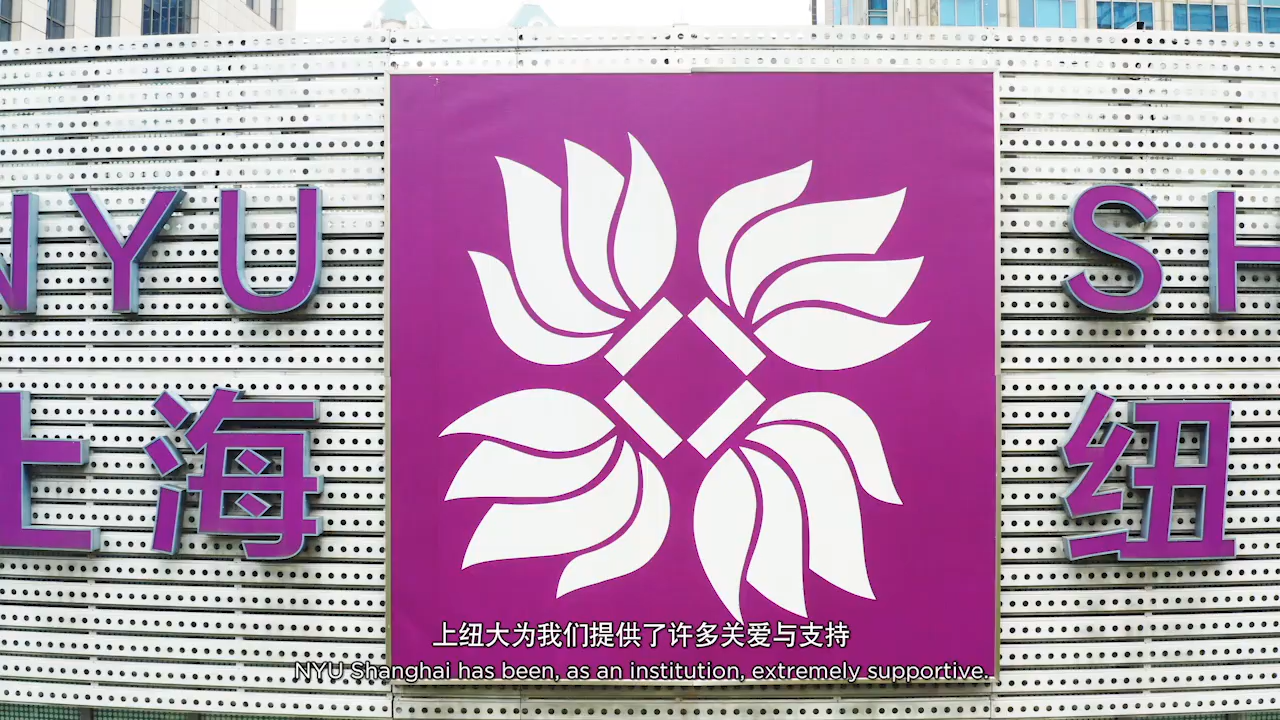 NYU SH
上海 纽
上纽大为我们提供了许多关爱与支持
NYU Shanghai has been, as an institution, extremely supportive.